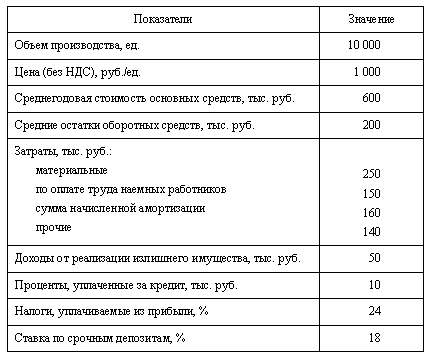 Показатели Значение
Объем производства, ед. 10 000
Цена (без НДС), руб./ед. 1 000
Среднегодовая стоимость основных средств, тыс. руб. 600
Средние остатки оборотных средств, тыс. руб. 200
Затраты, тыс. руб.:
материальные 250
по оплате труда наемных работников 150
сумма начисленной амортизации 160
прочие 140
Доходы от реализации излишнего имущества, тыс. руб. 50
Проценты, уплаченные за кредит, тыс. руб. 10
Налоги, уплачиваемые из прибыли, % 24
Ставка по срочным депозитам, % 18